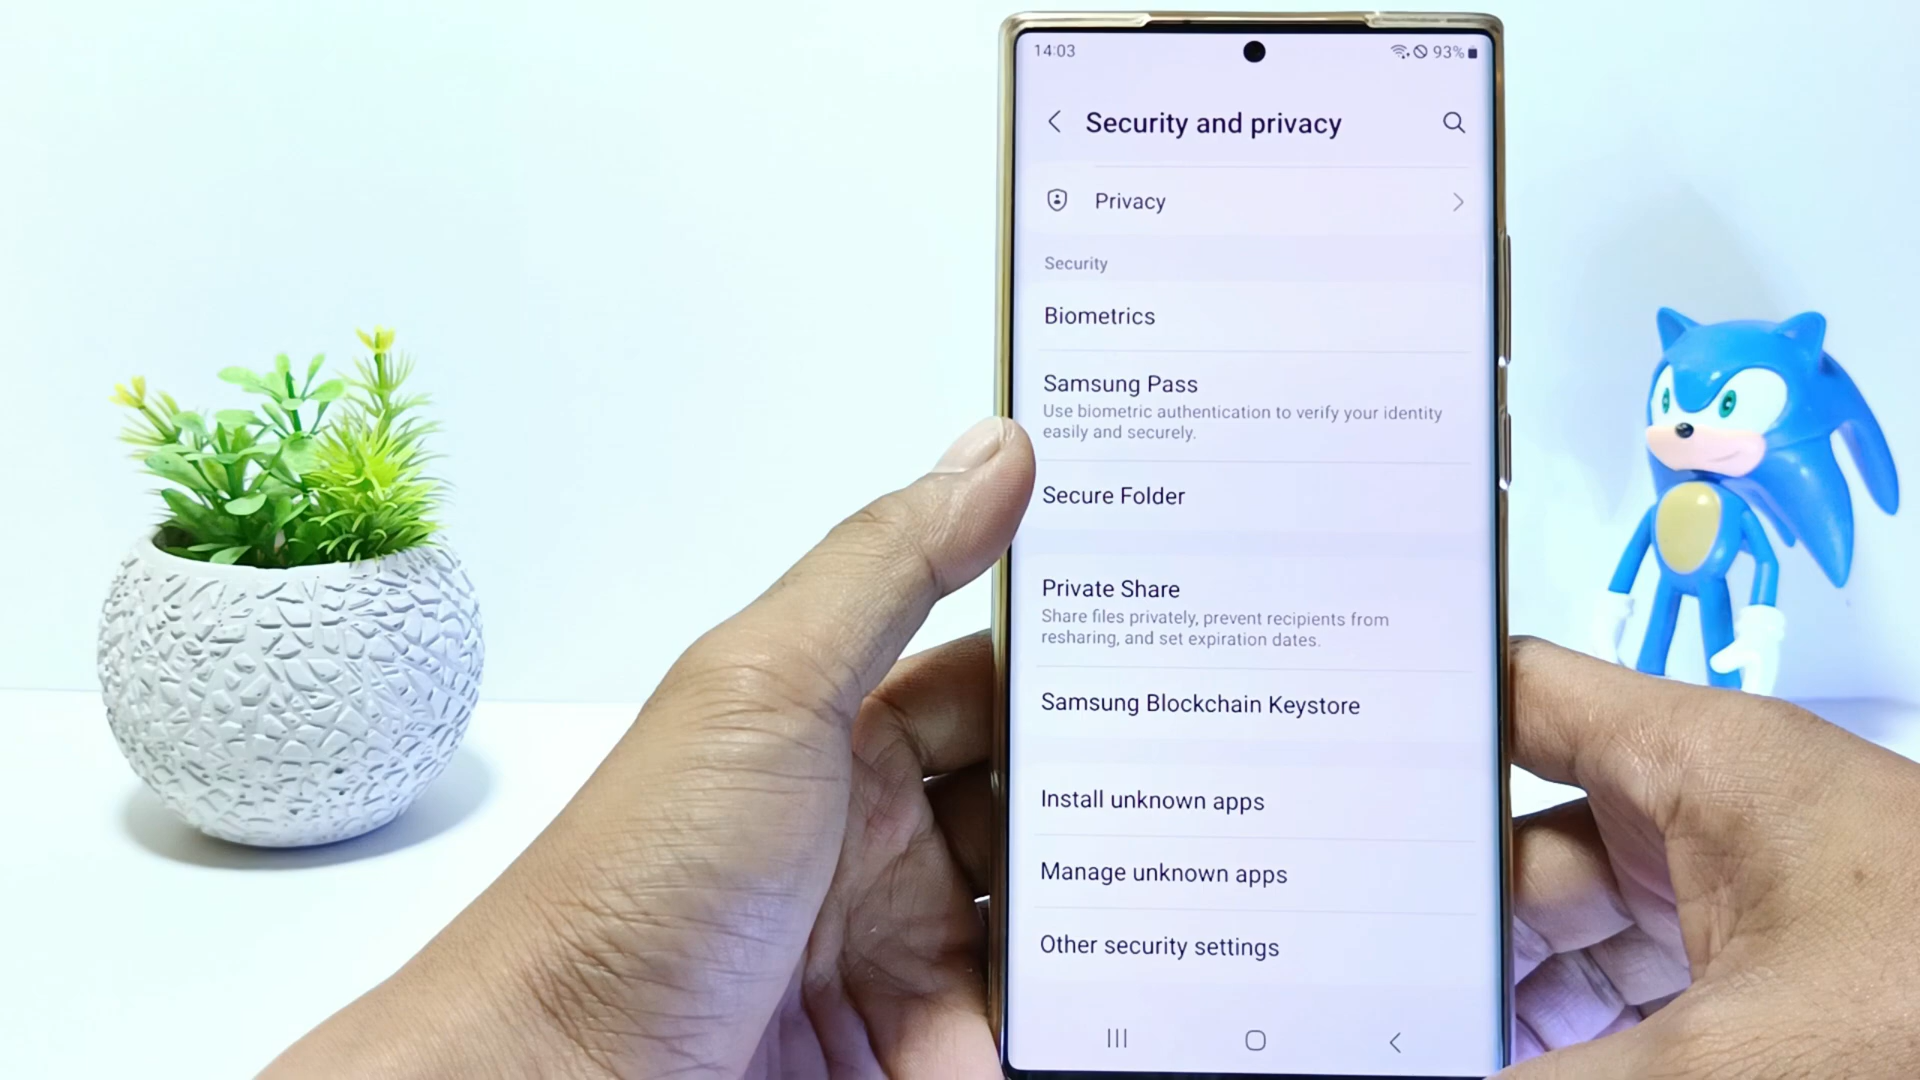 14:03
93%
Security and privacy
Privacy
Security
Biometrics
Samsung Pass
Use biometric authentication to verify your identity
easily and securely.
Secure Folder
Private Share
Share files privately, prevent recipients from
resharing, and set expiration dates.
Samsung Blockchain Keystore
Install unknown apps
Manage unknown apps
Other security settings